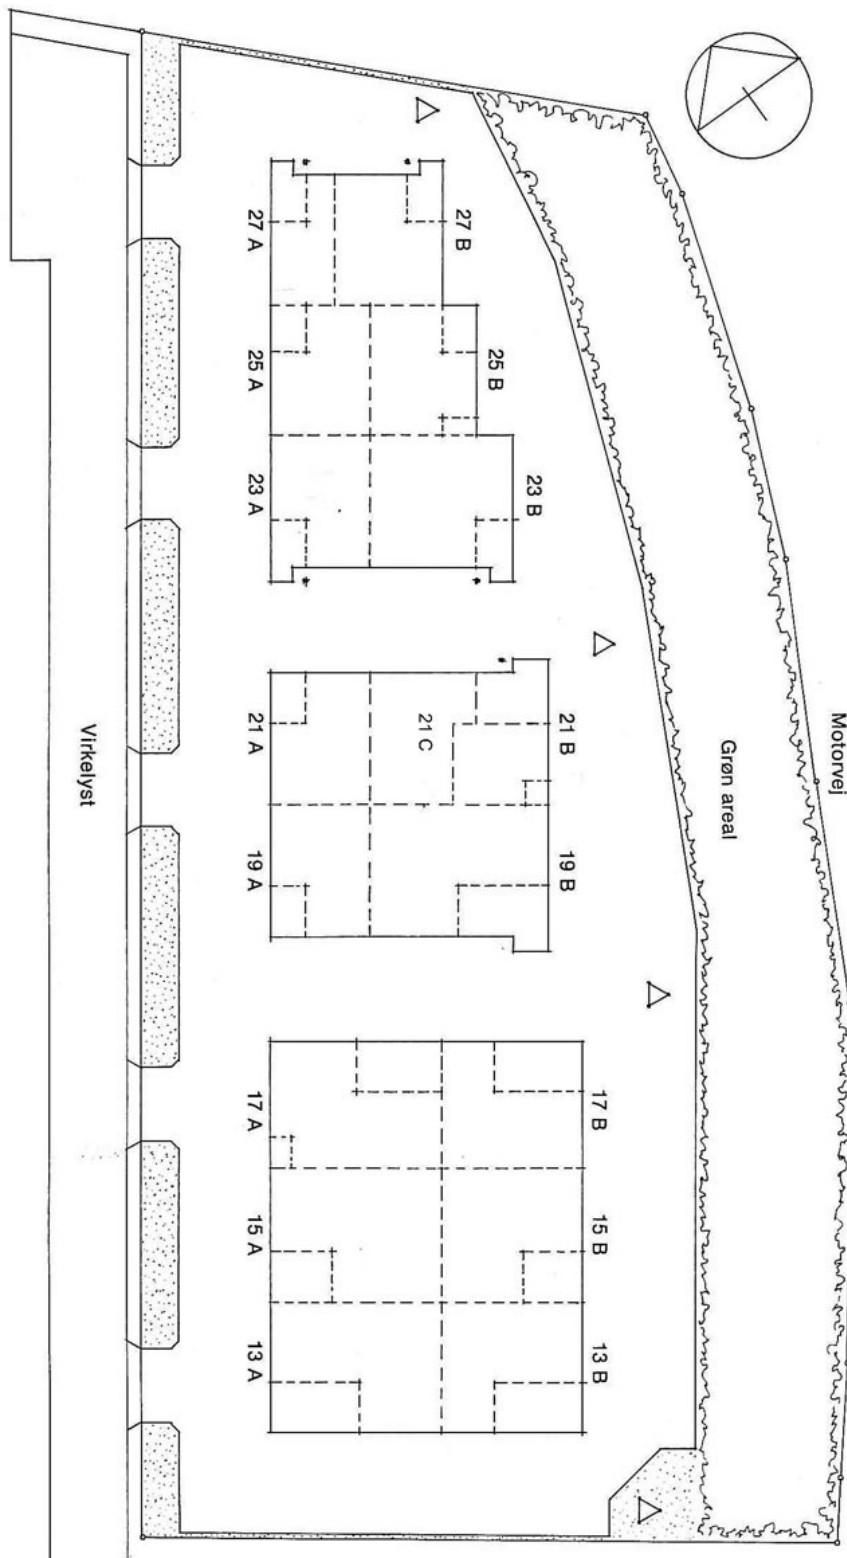 Motorvej
Grøn areal
Virkelyst
27 A
27 B
25 A
25 B
23 A
23 B
21 A
21 C
21 B
19 A
19 B
17 A
17 B
15 A
15 B
13 A
13 B